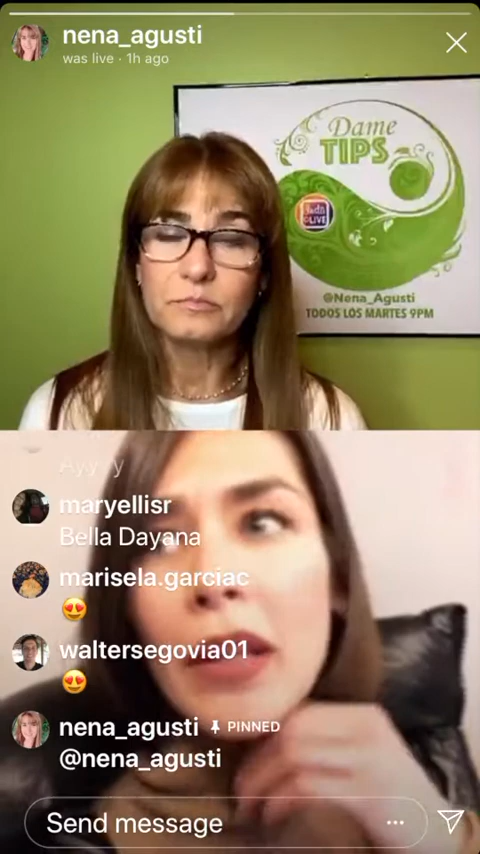 nena_agusti
was live · 1h ago
Dame
TIPS
LIVE
@Nena_Agusti
TODOS LOS MARTES 9PM
maryellisr
Bella Dayana
marisela.garciac
😍
waltersegovia01
😍
nena_agusti PINNED
@nena_agusti
Send message